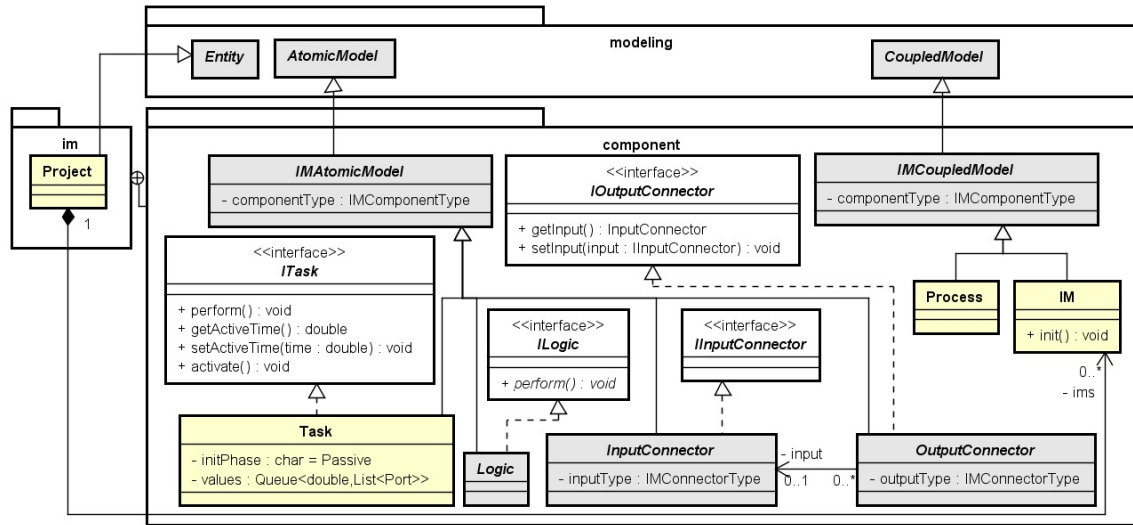 modeling
Entity
AtomicModel
CoupledModel
im
Project
1
component
IMAtomicModel
- componentType : IMComponentType
<<interface>>
IOutputConnector
+ getInput() : InputConnector
+ setInput(input : IInputConnector) : void
IMCoupledModel
- componentType : IMComponentType
<<interface>>
ITask
+ perform() : void
+ getActiveTime() : double
+ setActiveTime(time : double) : void
+ activate() : void
Process
IM
+ init() : void
<<interface>>
ILogic
+ perform() : void
<<interface>>
IInputConnector
0..*
- ims
Task
- initPhase : char = Passive
- values : Queue<double,List<Port>>
Logic
InputConnector
- inputType : IMConnectorType
- input
0..1
0..*
OutputConnector
- outputType : IMConnectorType